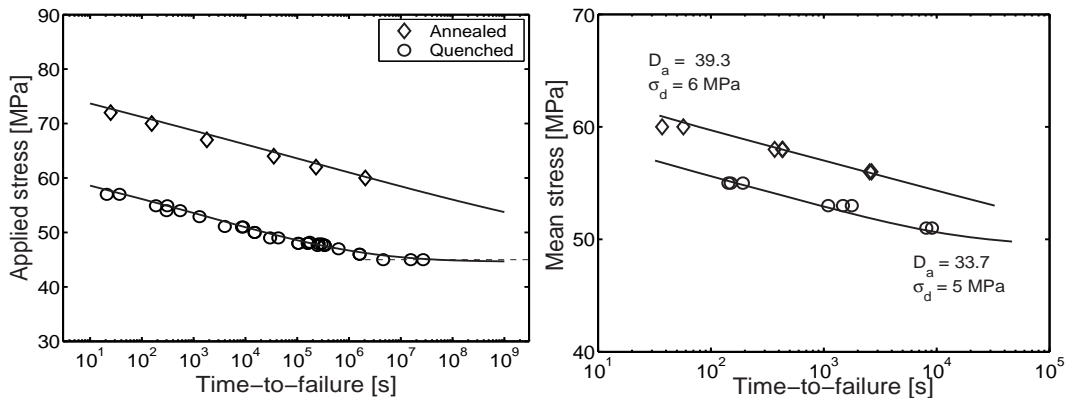 Applied stress [MPa]
90
80
70
60
50
40
30
Annealed
Quenched
10^1 10^2 10^3 10^4 10^5 10^6 10^7 10^8 10^9
Time−to−failure [s]
Mean stress [MPa]
70
60
50
40
D_a = 39.3
σ_d = 6 MPa
D_a = 33.7
σ_d = 5 MPa
10^1 10^2 10^3 10^4 10^5
Time−to−failure [s]